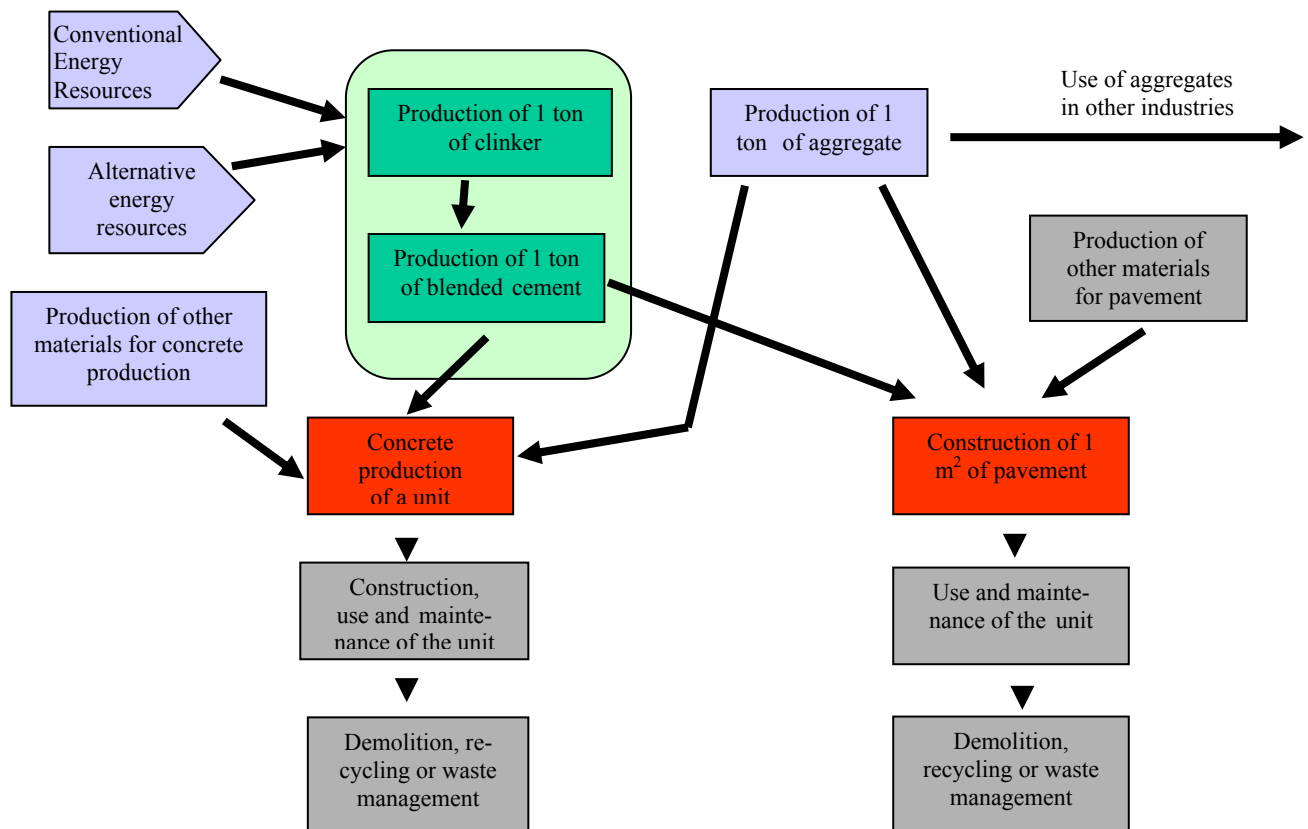 Conventional
Energy
Resources
Alternative
energy
resources
Production of other
materials for concrete
production
Production of 1 ton
of clinker
Production of 1 ton
of blended cement
Production of 1
ton of aggregate
Use of aggregates
in other industries
Production of
other materials
for pavement
Concrete
production
of a unit
Construction of 1
m² of pavement
Construction,
use and mainte-
nance of the unit
Use and mainte-
nance of the unit
Demolition, re-
cycling or waste
management
Demolition,
recycling or waste
management